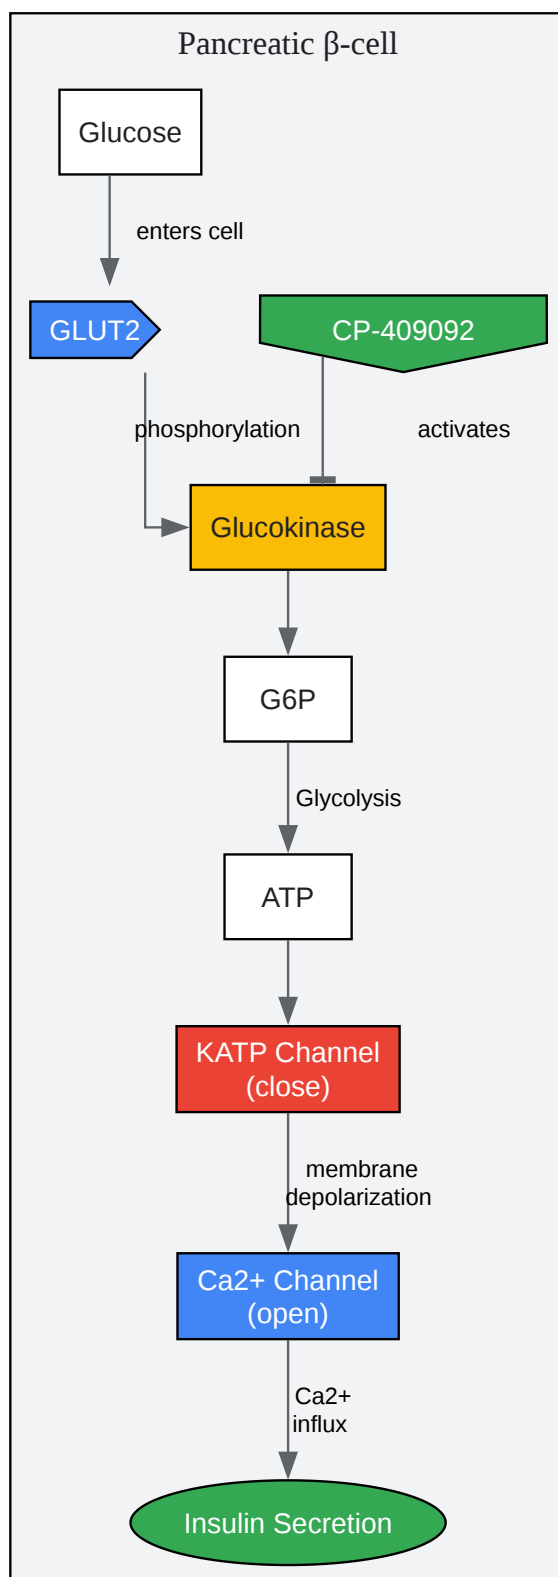 Pancreatic β-cell
Glucose
enters cell
GLUT2
CP-409092
phosphorylation
activates
Glucokinase
G6P
Glycolysis
ATP
KATP Channel
(close)
membrane
depolarization
Ca2+ Channel
(open)
Ca2+
influx
Insulin Secretion